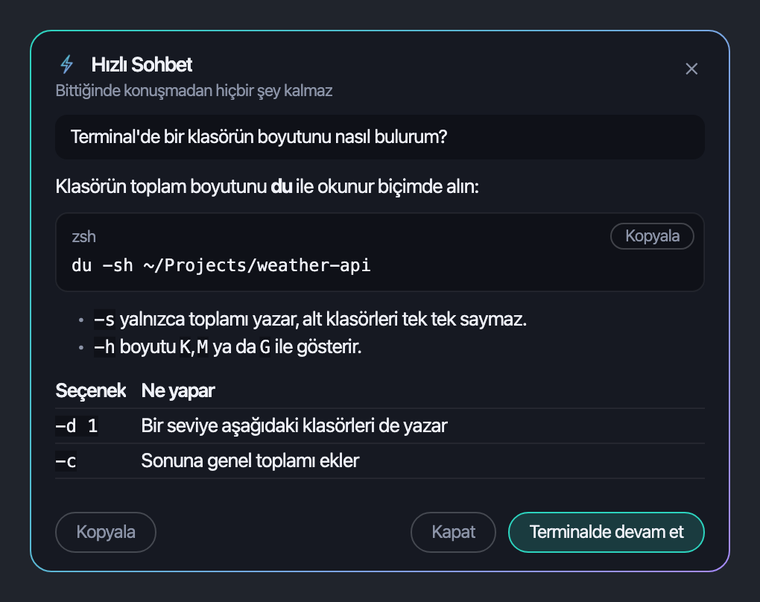 Hızlı Sohbet
Bittiğinde konuşmadan hiçbir şey kalmaz
Terminal'de bir klasörün boyutunu nasıl bulurum?
Klasörün toplam boyutunu du ile okunur biçimde alın:
zsh
Kopyala
du -sh ~/Projects/weather-api
• -s yalnızca toplamı yazar, alt klasörleri tek tek saymaz.
• -h boyutu K, M ya da G ile gösterir.
Seçenek Ne yapar
-d 1 Bir seviye aşağıdaki klasörleri de yazar
-c Sonuna genel toplamı ekler
Kopyala
Kapat
Terminalde devam et